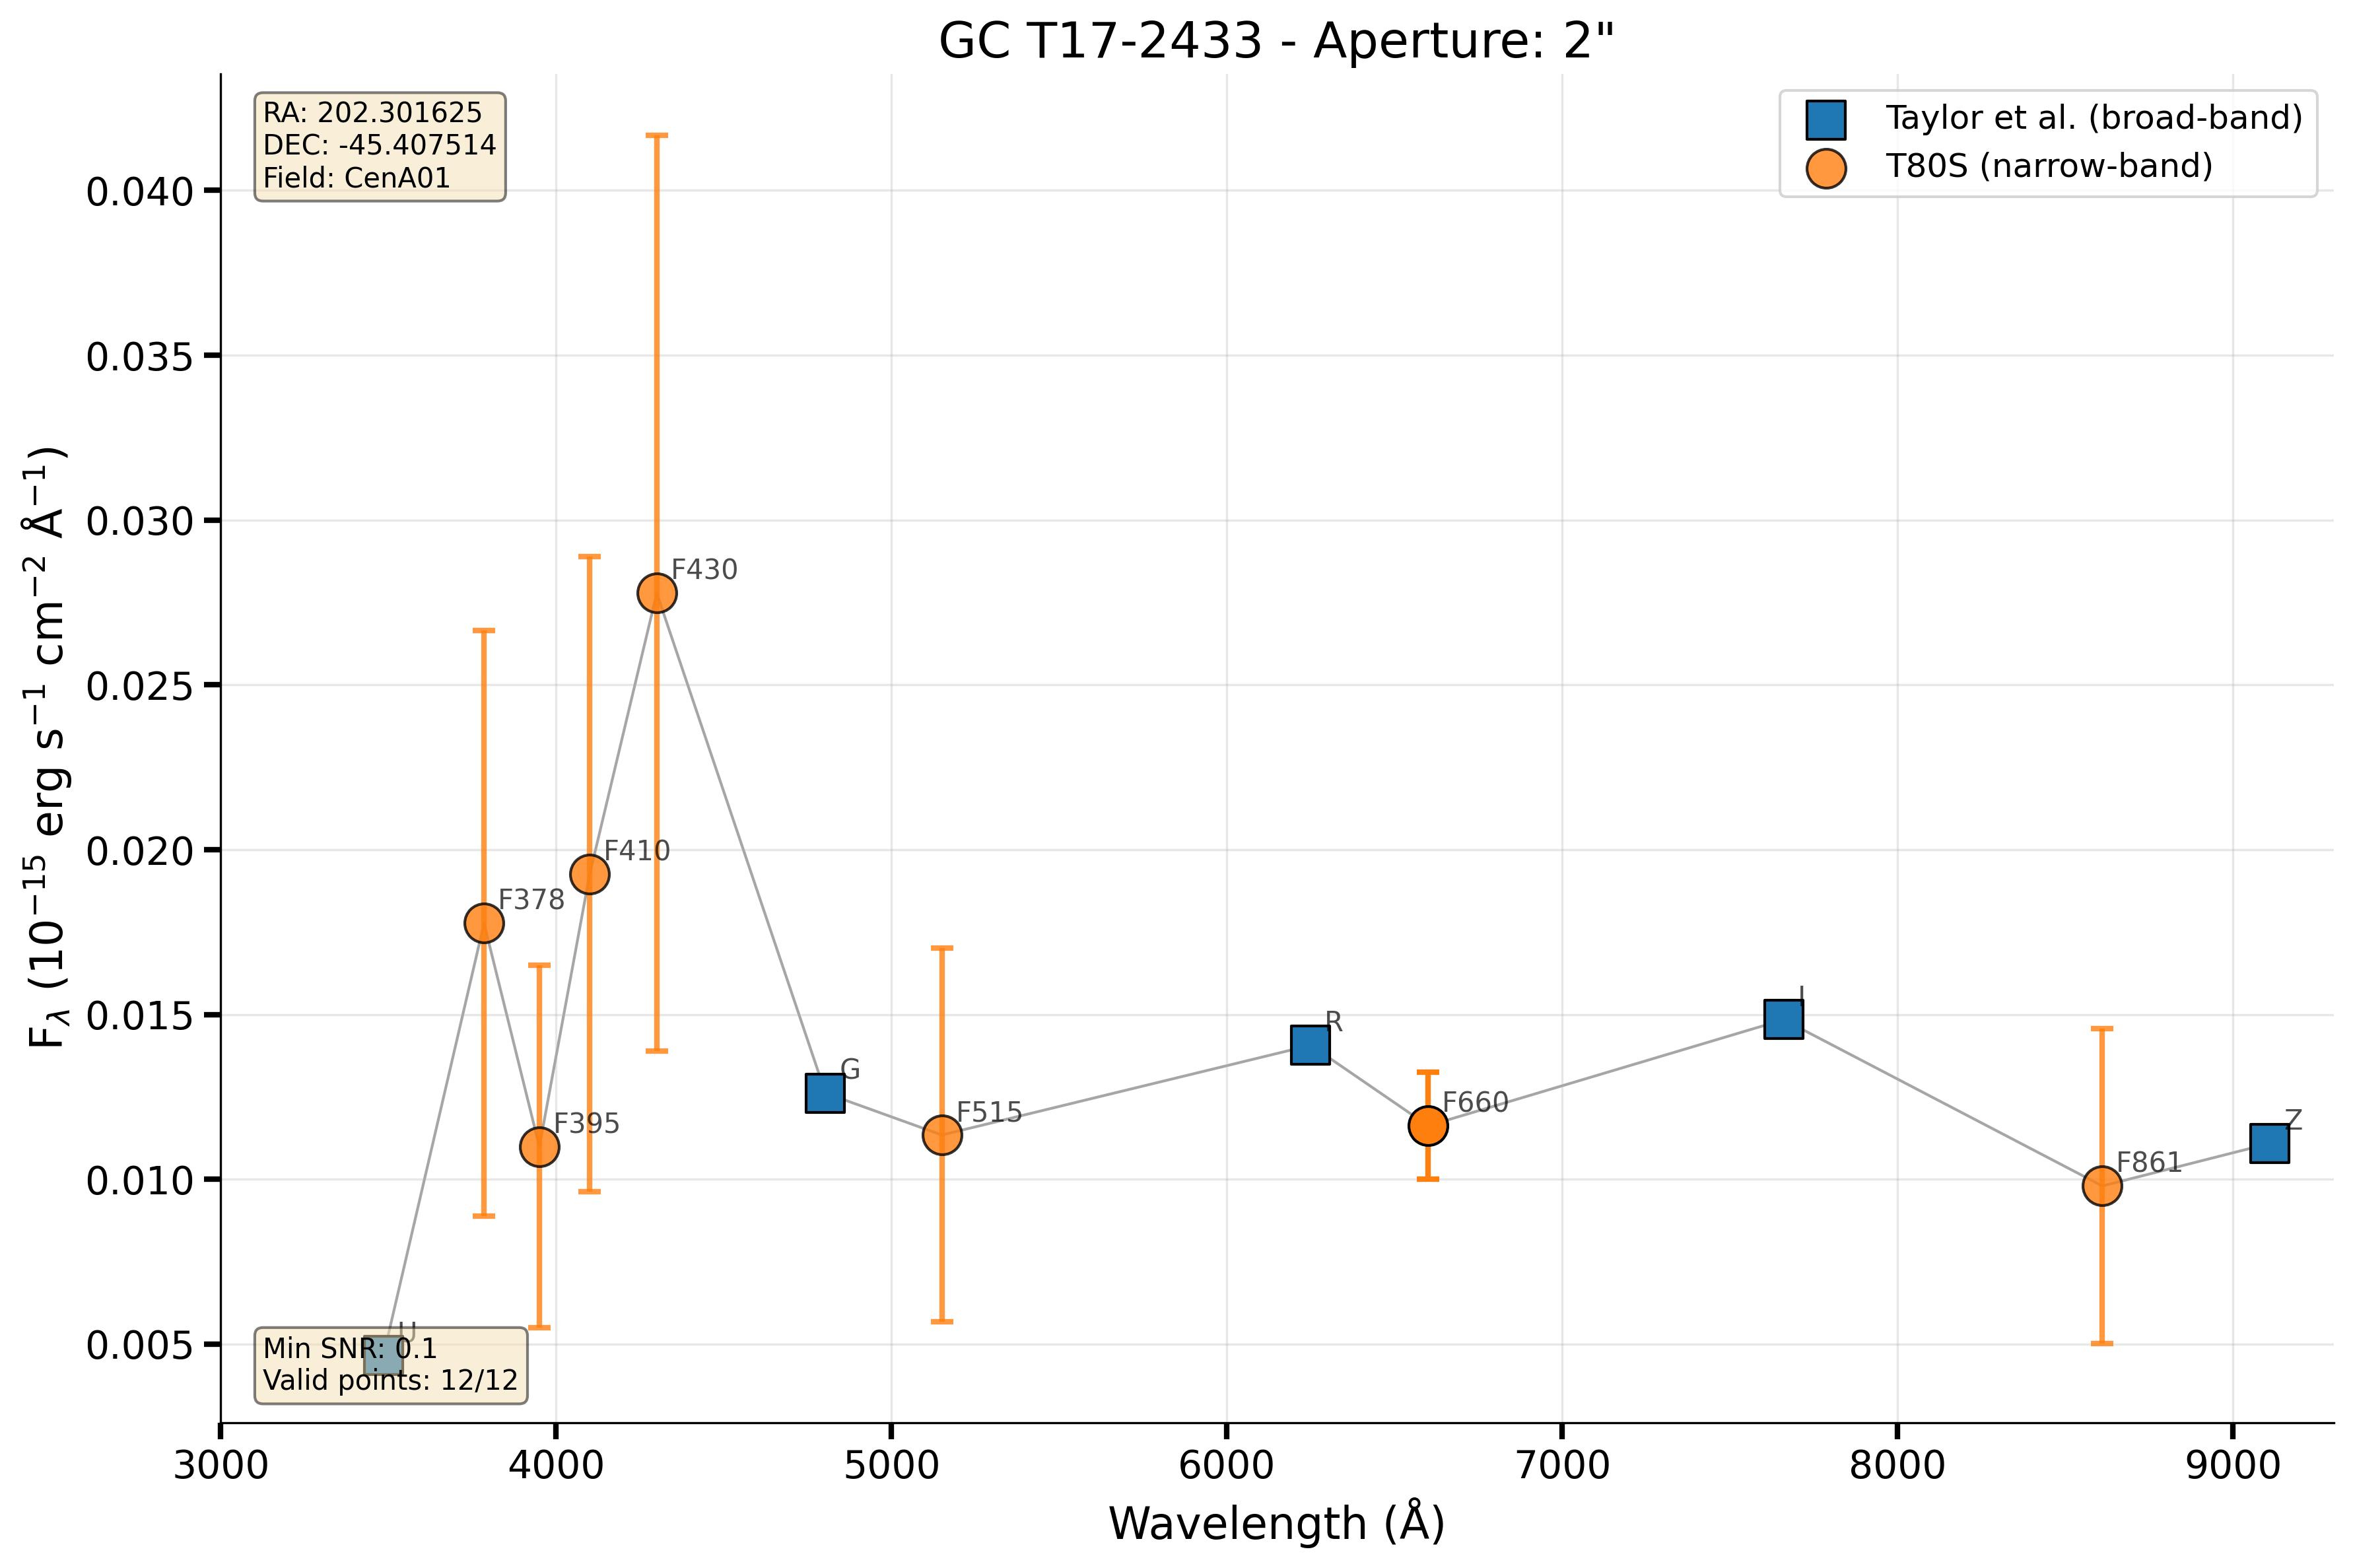 GC T17-2433 - Aperture: 2"
RA: 202.301625
DEC: -45.407514
Field: CenA01
Taylor et al. (broad-band)
T80S (narrow-band)
0.040
0.035
0.030
0.025
0.020
0.015
0.010
0.005
F_λ (10⁻¹⁵ erg s⁻¹ cm⁻² Å⁻¹)
F430
F410
F378
F395
G
F515
R
F660
I
F861
Z
U
Min SNR: 0.1
Valid points: 12/12
3000 4000 5000 6000 7000 8000 9000
Wavelength (Å)